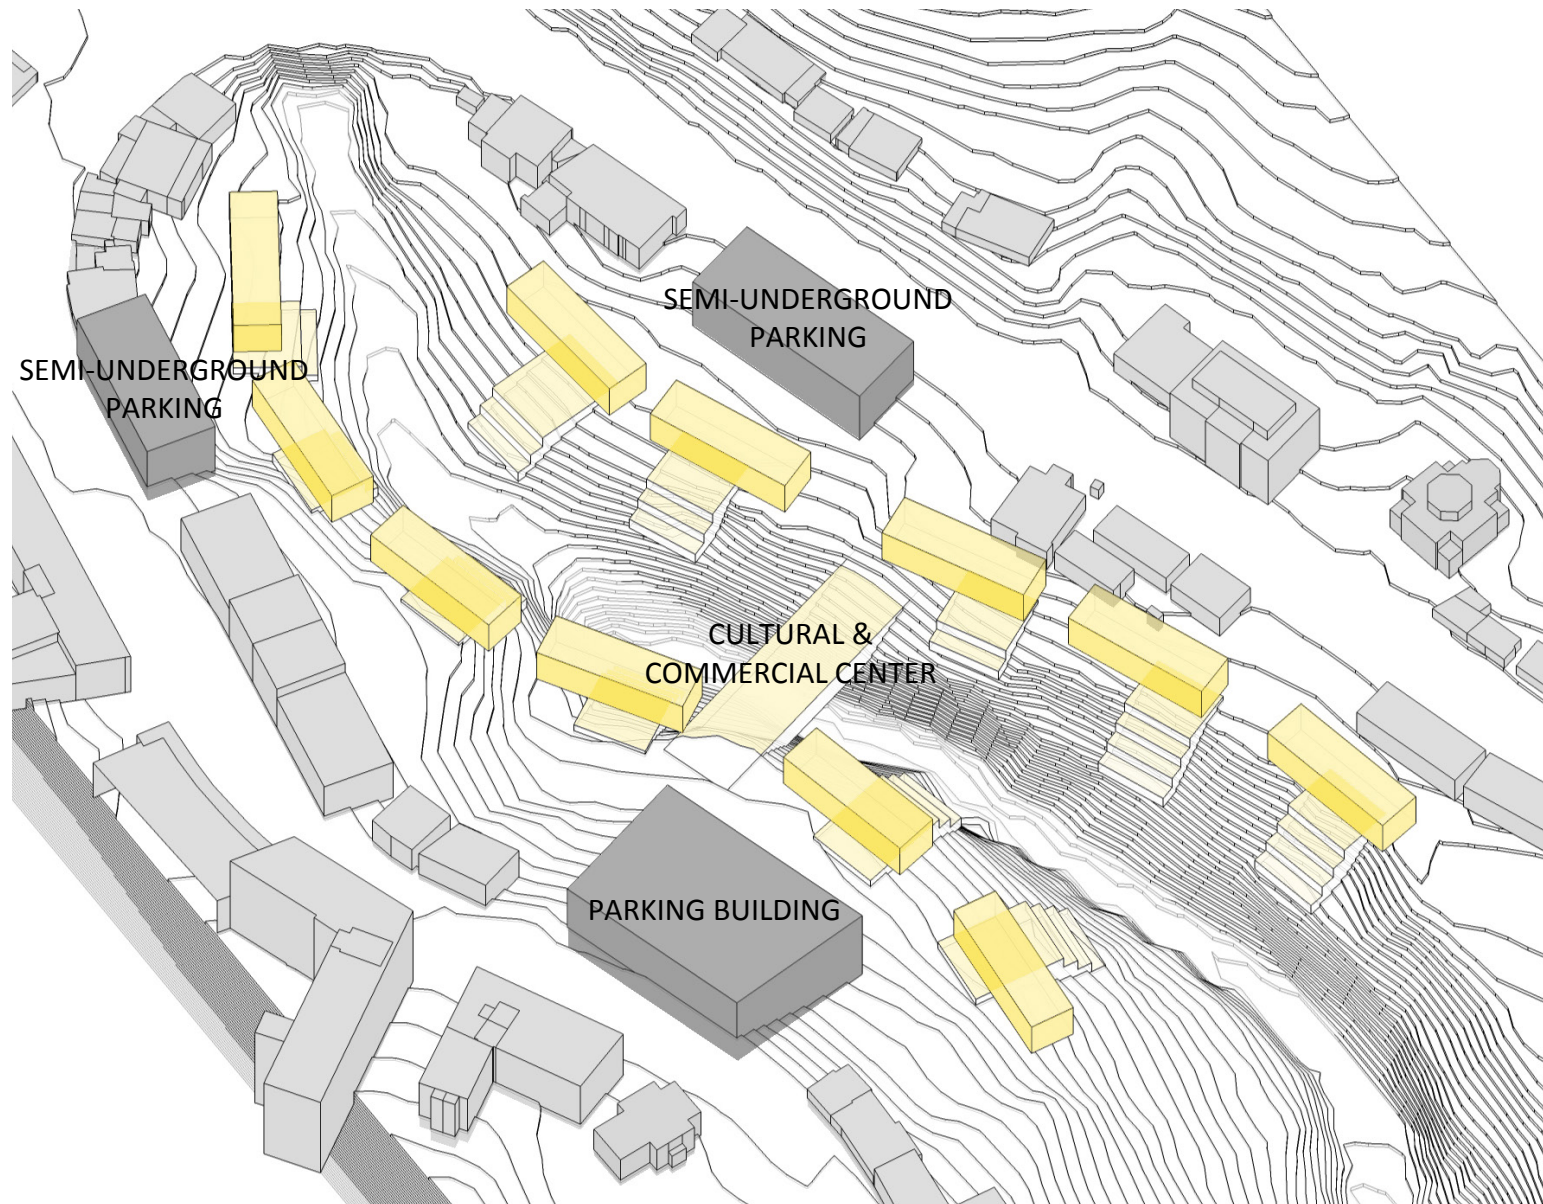 SEMI-UNDERGROUND
PARKING
SEMI-UNDERGROUND
PARKING
CULTURAL &
COMMERCIAL CENTER
PARKING BUILDING